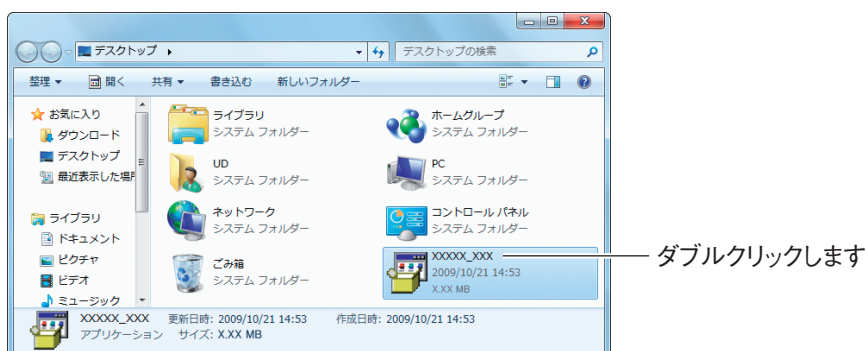 デスクトップ
デスクトップの検索
整理 開く 共有 書き込む 新しいフォルダー
お気に入り
ダウンロード
デスクトップ
最近表示した場所
ライブラリ
ドキュメント
ピクチャ
ビデオ
ミュージック
ライブラリ
システム フォルダー
ホームグループ
システム フォルダー
UD
システム フォルダー
PC
システム フォルダー
ネットワーク
システム フォルダー
コントロール パネル
システム フォルダー
ごみ箱
システム フォルダー
XXXXX_XXX
2009/10/21 14:53
X.XX MB
ダブルクリックします
XXXXX_XXX 更新日時: 2009/10/21 14:53 作成日時: 2009/10/21 14:53
アプリケーション サイズ: X.XX MB